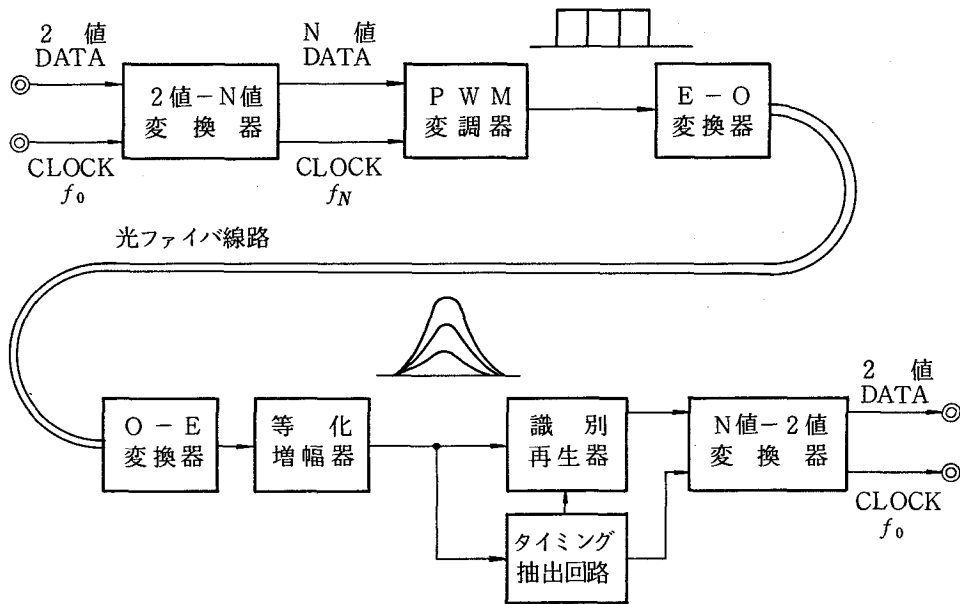 2 値
DATA
CLOCK
f₀
2値－N値
変換器
N 値
DATA
CLOCK
f_N
PWM
変調器
E－O
変換器
光ファイバ線路
O－E
変換器
等化
増幅器
識別
再生器
タイミング
抽出回路
N値－2値
変換器
2 値
DATA
CLOCK
f₀